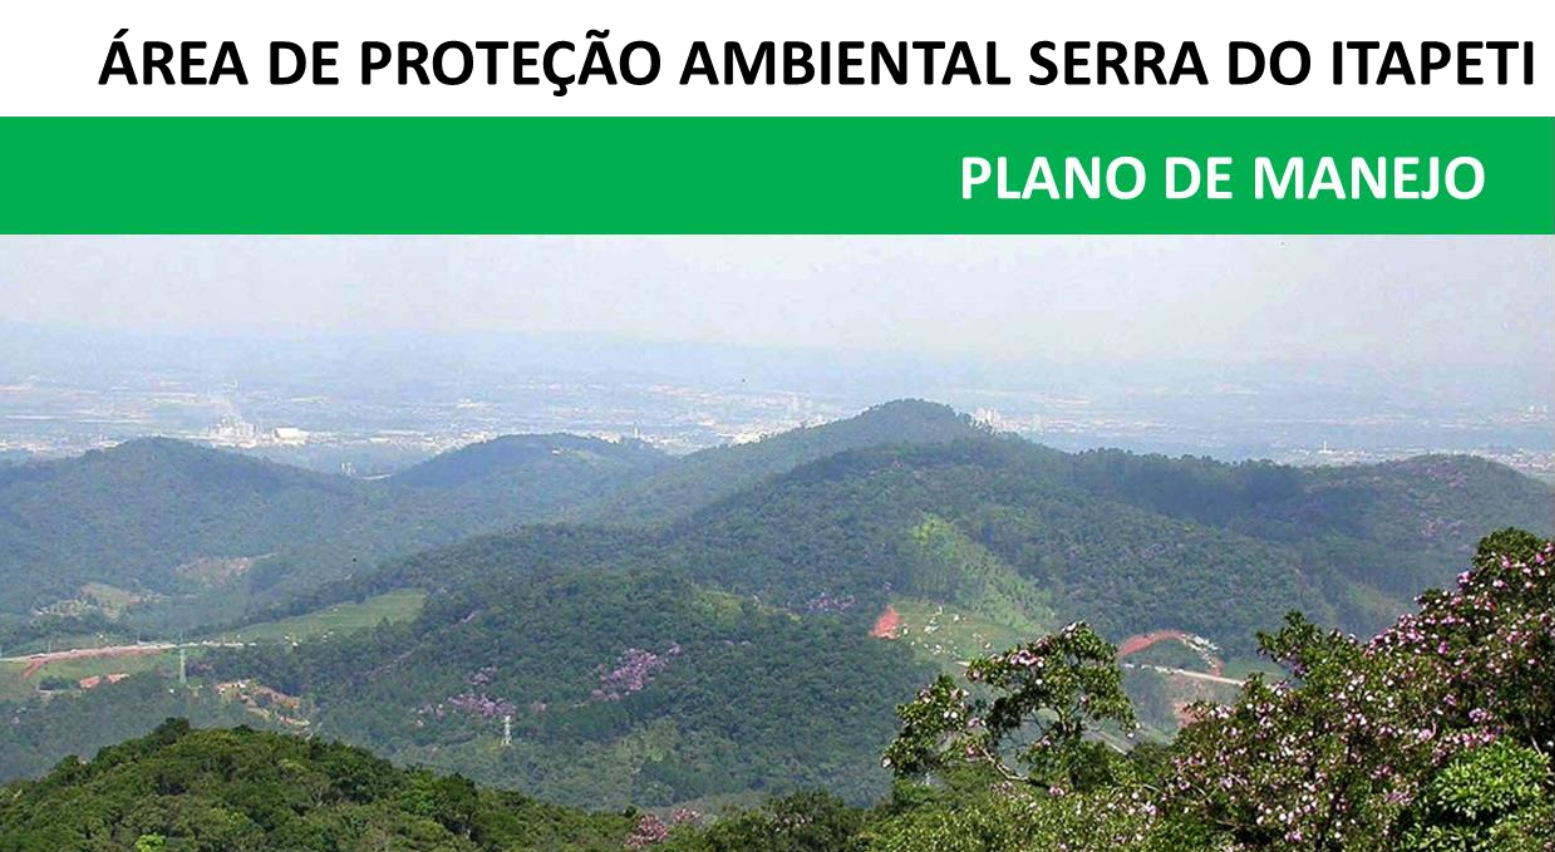 ÁREA DE PROTEÇÃO AMBIENTAL SERRA DO ITAPETI
PLANO DE MANEJO